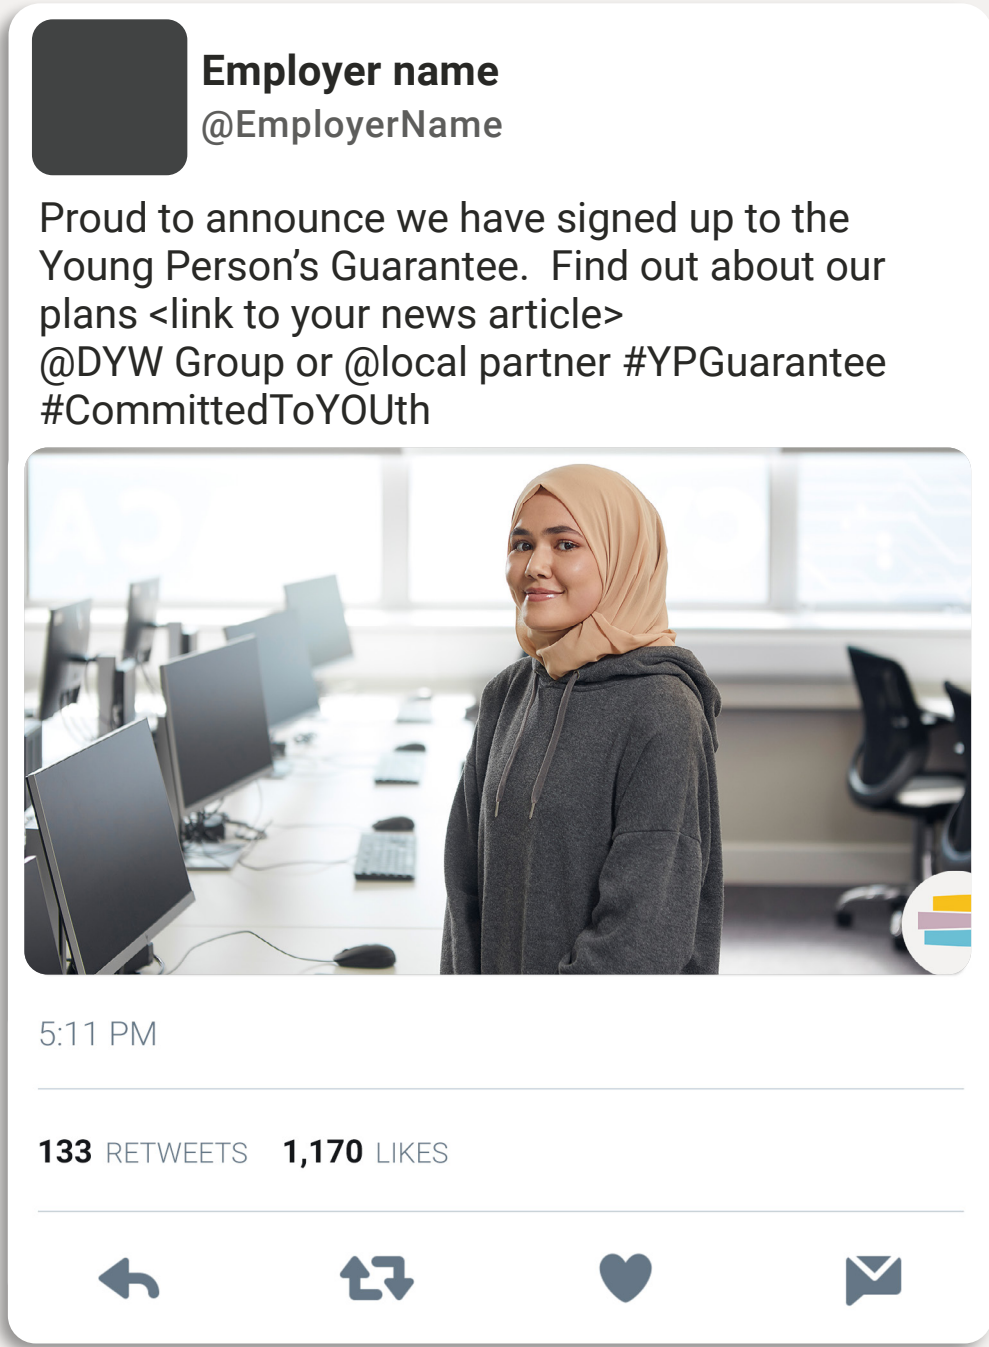 Employer name
@EmployerName
Proud to announce we have signed up to the
Young Person’s Guarantee.  Find out about our
plans <link to your news article>
@DYW Group or @local partner #YPGuarantee
#CommittedToYOUth
5:11 PM
133 RETWEETS 1,170 LIKES